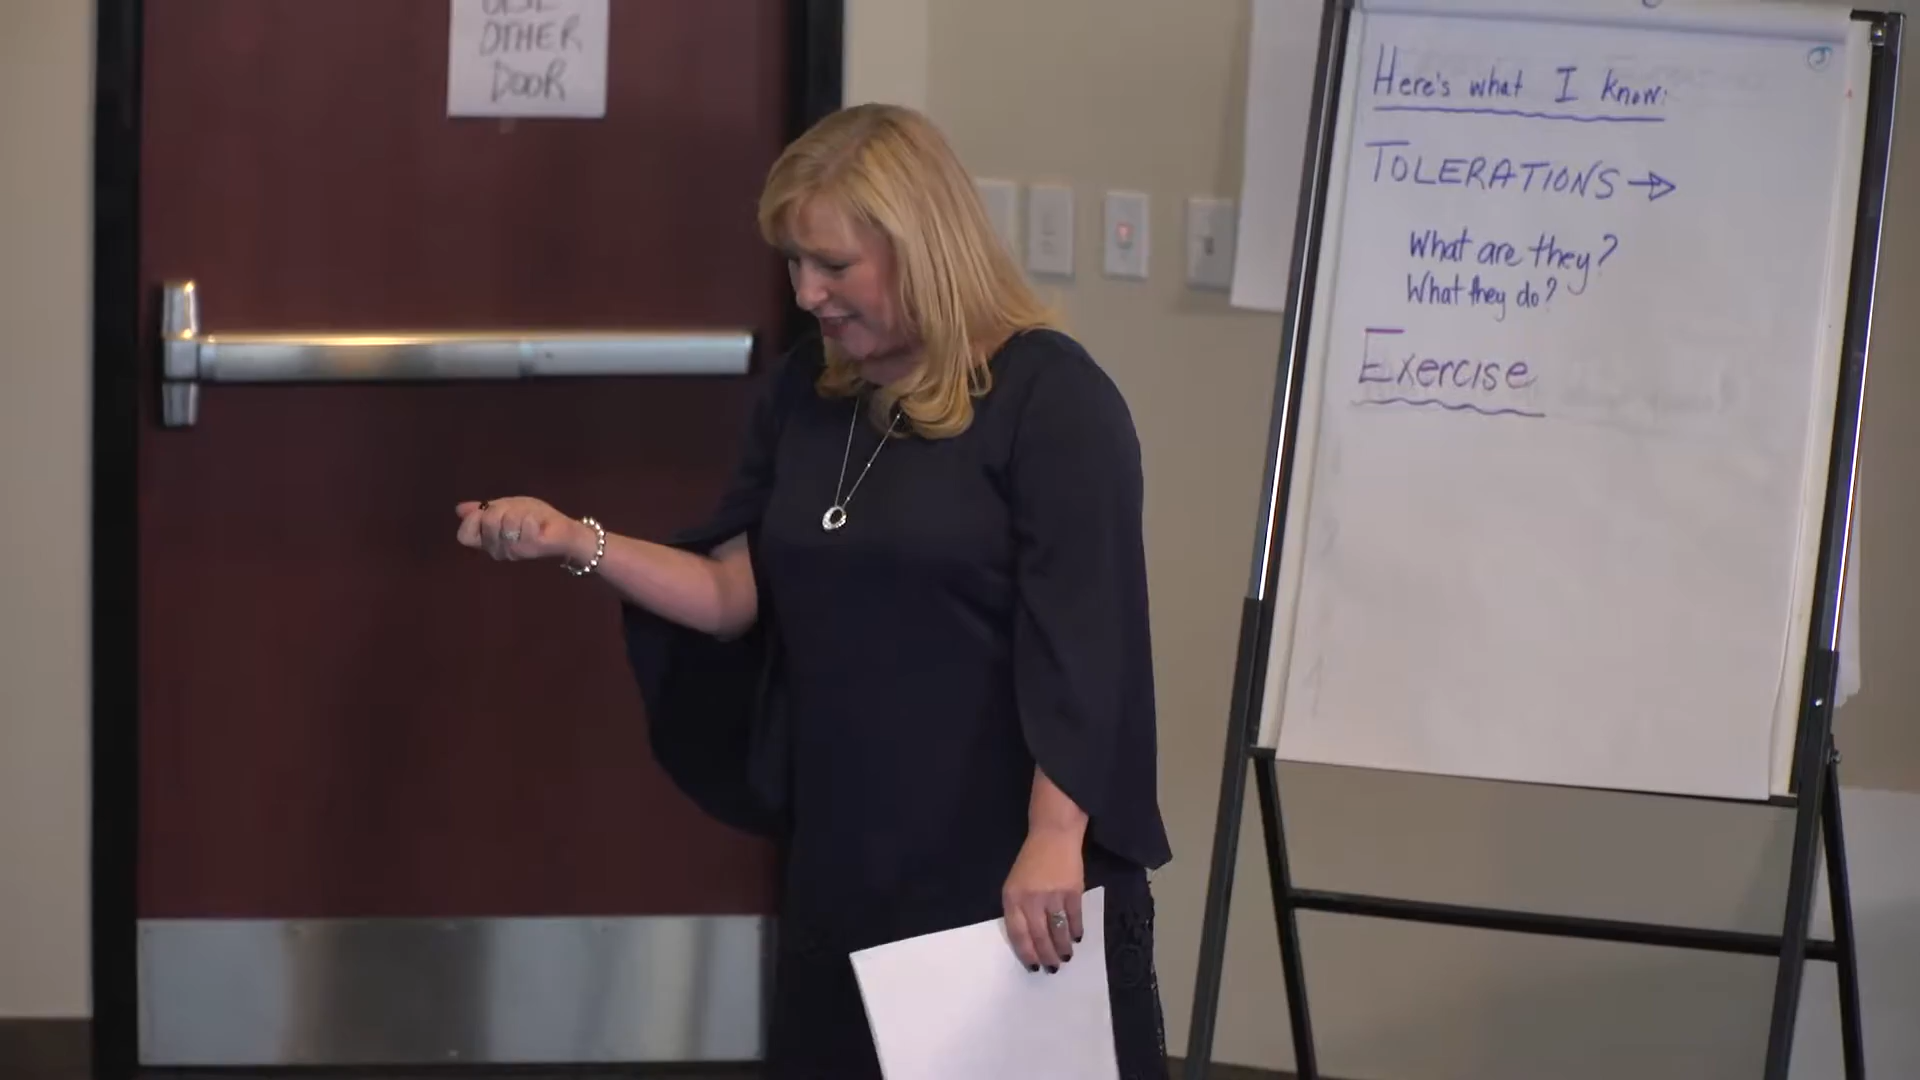 OTHER
DOOR
Here's what I know:
TOLERATIONS →
What are they?
What they do?
Exercise